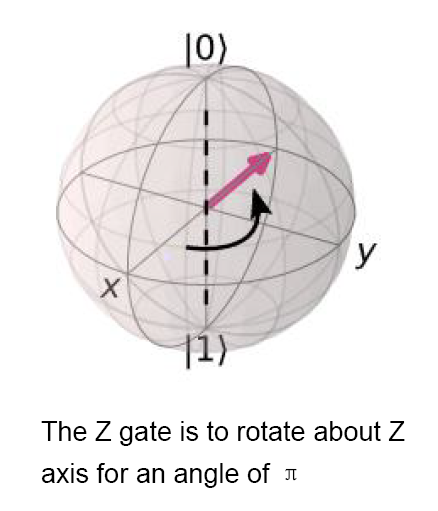 |0⟩
y
x
|1⟩
The Z gate is to rotate about Z
axis for an angle of π